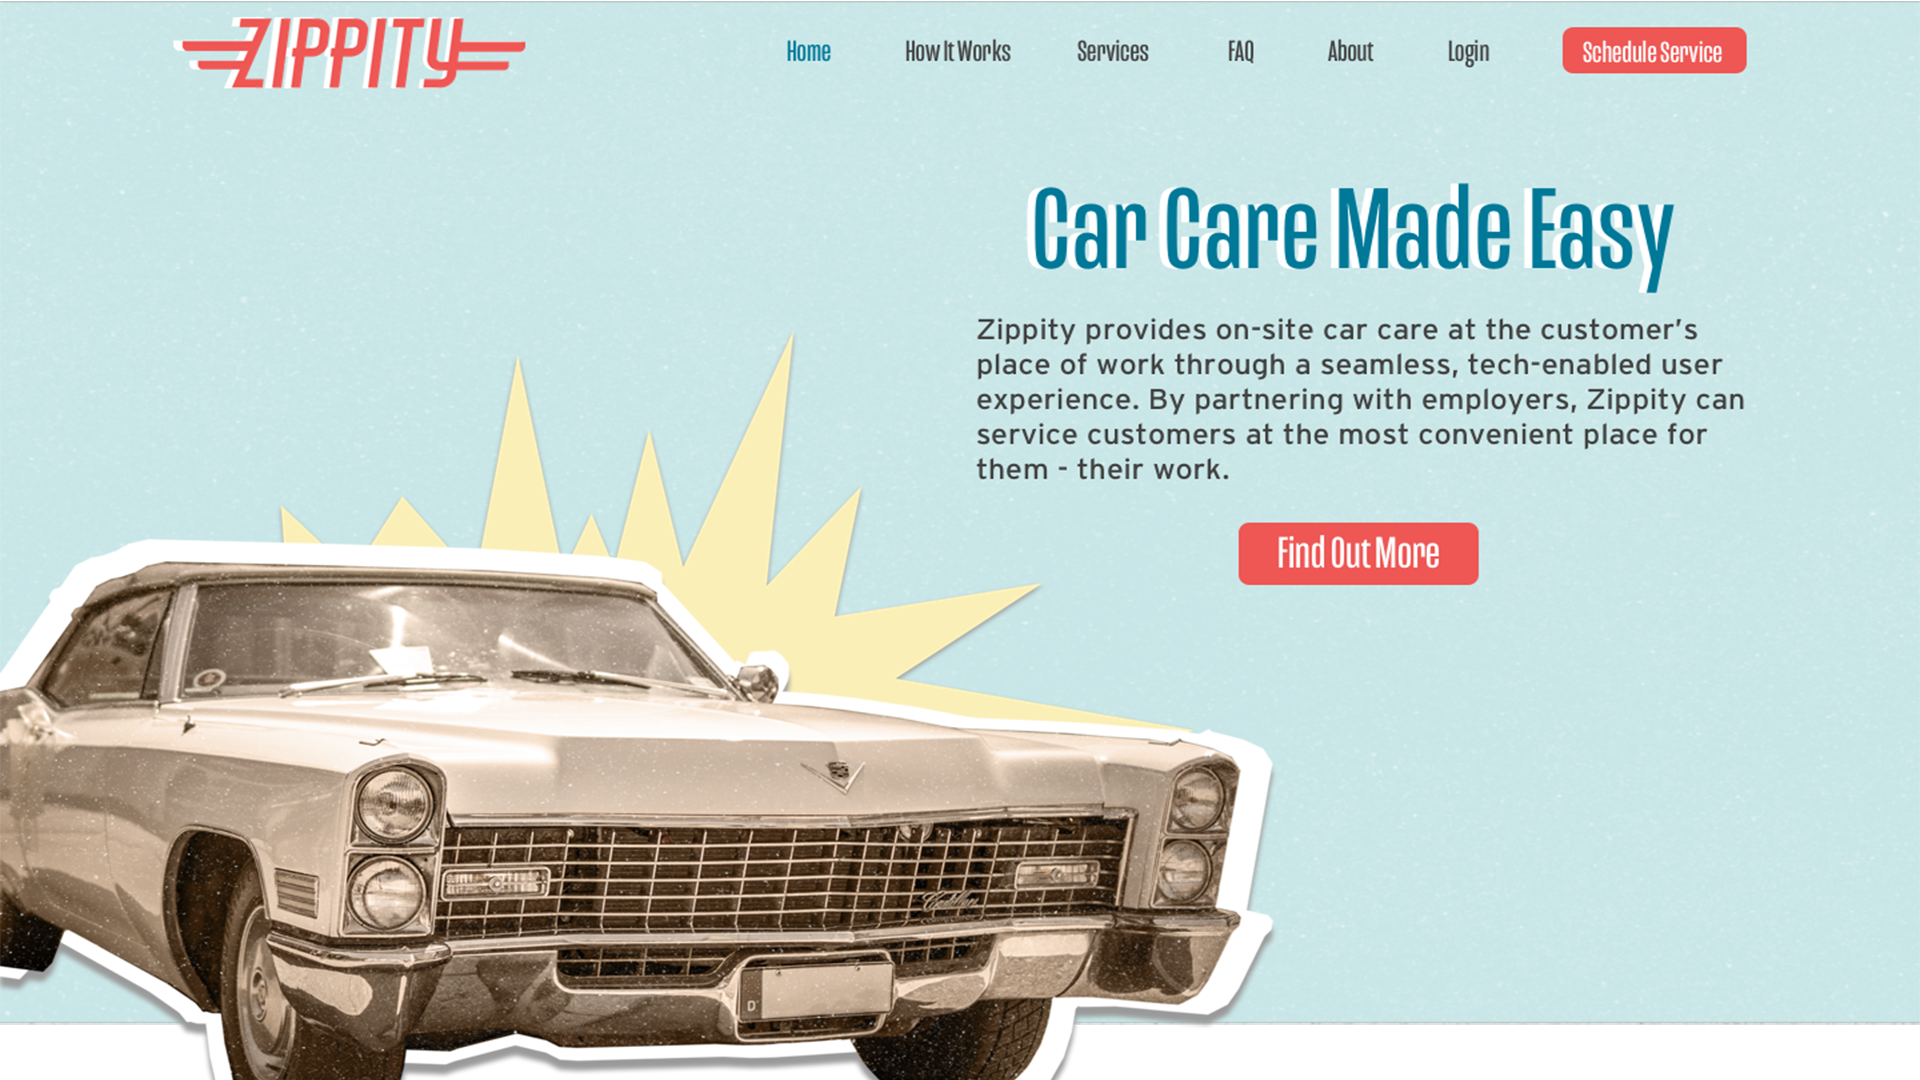 ZIPPITY
Home How It Works Services FAQ About Login Schedule Service
Car Care Made Easy
Zippity provides on-site car care at the customer's
place of work through a seamless, tech-enabled user
experience. By partnering with employers, Zippity can
service customers at the most convenient place for
them - their work.
Find Out More
Cadillac
D